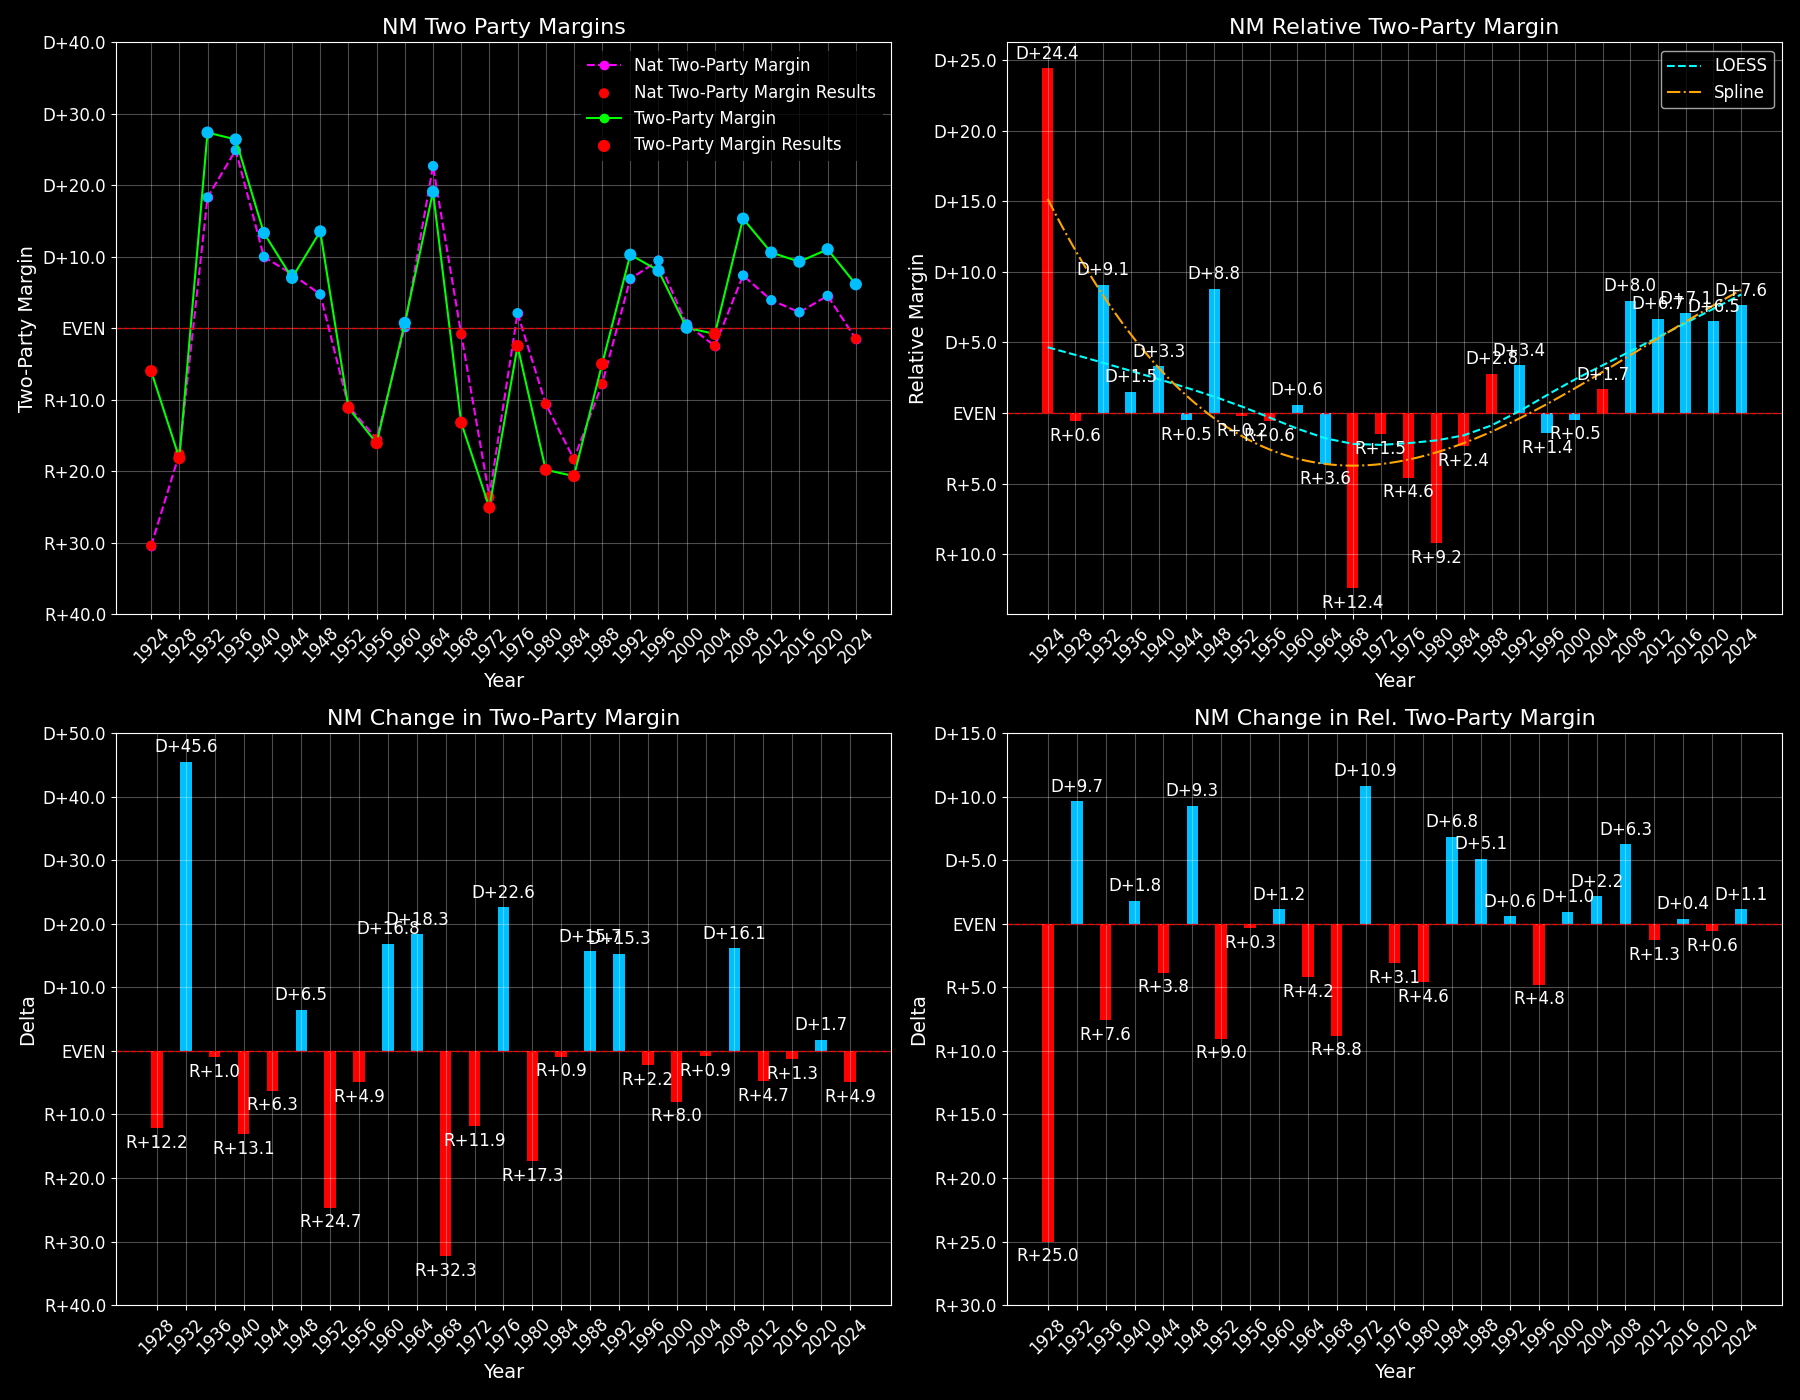 NM Two Party Margins
D+40.0
D+30.0
D+20.0
D+10.0
EVEN
R+10.0
R+20.0
R+30.0
R+40.0
Two-Party Margin
Nat Two-Party Margin
Nat Two-Party Margin Results
Two-Party Margin
Two-Party Margin Results
1924 1928 1932 1936 1940 1944 1948 1952 1956 1960 1964 1968 1972 1976 1980 1984 1988 1992 1996 2000 2004 2008 2012 2016 2020 2024
Year
NM Relative Two-Party Margin
D+25.0
D+20.0
D+15.0
D+10.0
D+5.0
EVEN
R+5.0
R+10.0
Relative Margin
LOESS
Spline
D+24.4 R+0.6 D+9.1 D+1.5 D+3.3 R+0.5 D+8.8 R+0.2 R+0.6 D+0.6 R+3.6 R+12.4 R+1.5 R+4.6 R+9.2 R+2.4 D+2.8 D+3.4 R+1.4 R+0.5 D+1.7 D+8.0 D+6.7 D+7.1 D+6.5 D+7.6
1924 1928 1932 1936 1940 1944 1948 1952 1956 1960 1964 1968 1972 1976 1980 1984 1988 1992 1996 2000 2004 2008 2012 2016 2020 2024
Year
NM Change in Two-Party Margin
D+50.0
D+40.0
D+30.0
D+20.0
D+10.0
EVEN
R+10.0
R+20.0
R+30.0
R+40.0
Delta
R+12.2 D+45.6 R+1.0 R+13.1 R+6.3 D+6.5 R+24.7 R+4.9 D+16.8 D+18.3 R+32.3 R+11.9 D+22.6 R+17.3 R+0.9 D+15.7 D+15.3 R+2.2 R+8.0 R+0.9 D+16.1 R+4.7 R+1.3 D+1.7 R+4.9
1928 1932 1936 1940 1944 1948 1952 1956 1960 1964 1968 1972 1976 1980 1984 1988 1992 1996 2000 2004 2008 2012 2016 2020 2024
Year
NM Change in Rel. Two-Party Margin
D+15.0
D+10.0
D+5.0
EVEN
R+5.0
R+10.0
R+15.0
R+20.0
R+25.0
R+30.0
Delta
R+25.0 D+9.7 R+7.6 D+1.8 R+3.8 D+9.3 R+9.0 R+0.3 D+1.2 R+4.2 R+8.8 D+10.9 R+3.1 R+4.6 D+6.8 D+5.1 D+0.6 R+4.8 D+1.0 D+2.2 D+6.3 R+1.3 D+0.4 R+0.6 D+1.1
1928 1932 1936 1940 1944 1948 1952 1956 1960 1964 1968 1972 1976 1980 1984 1988 1992 1996 2000 2004 2008 2012 2016 2020 2024
Year